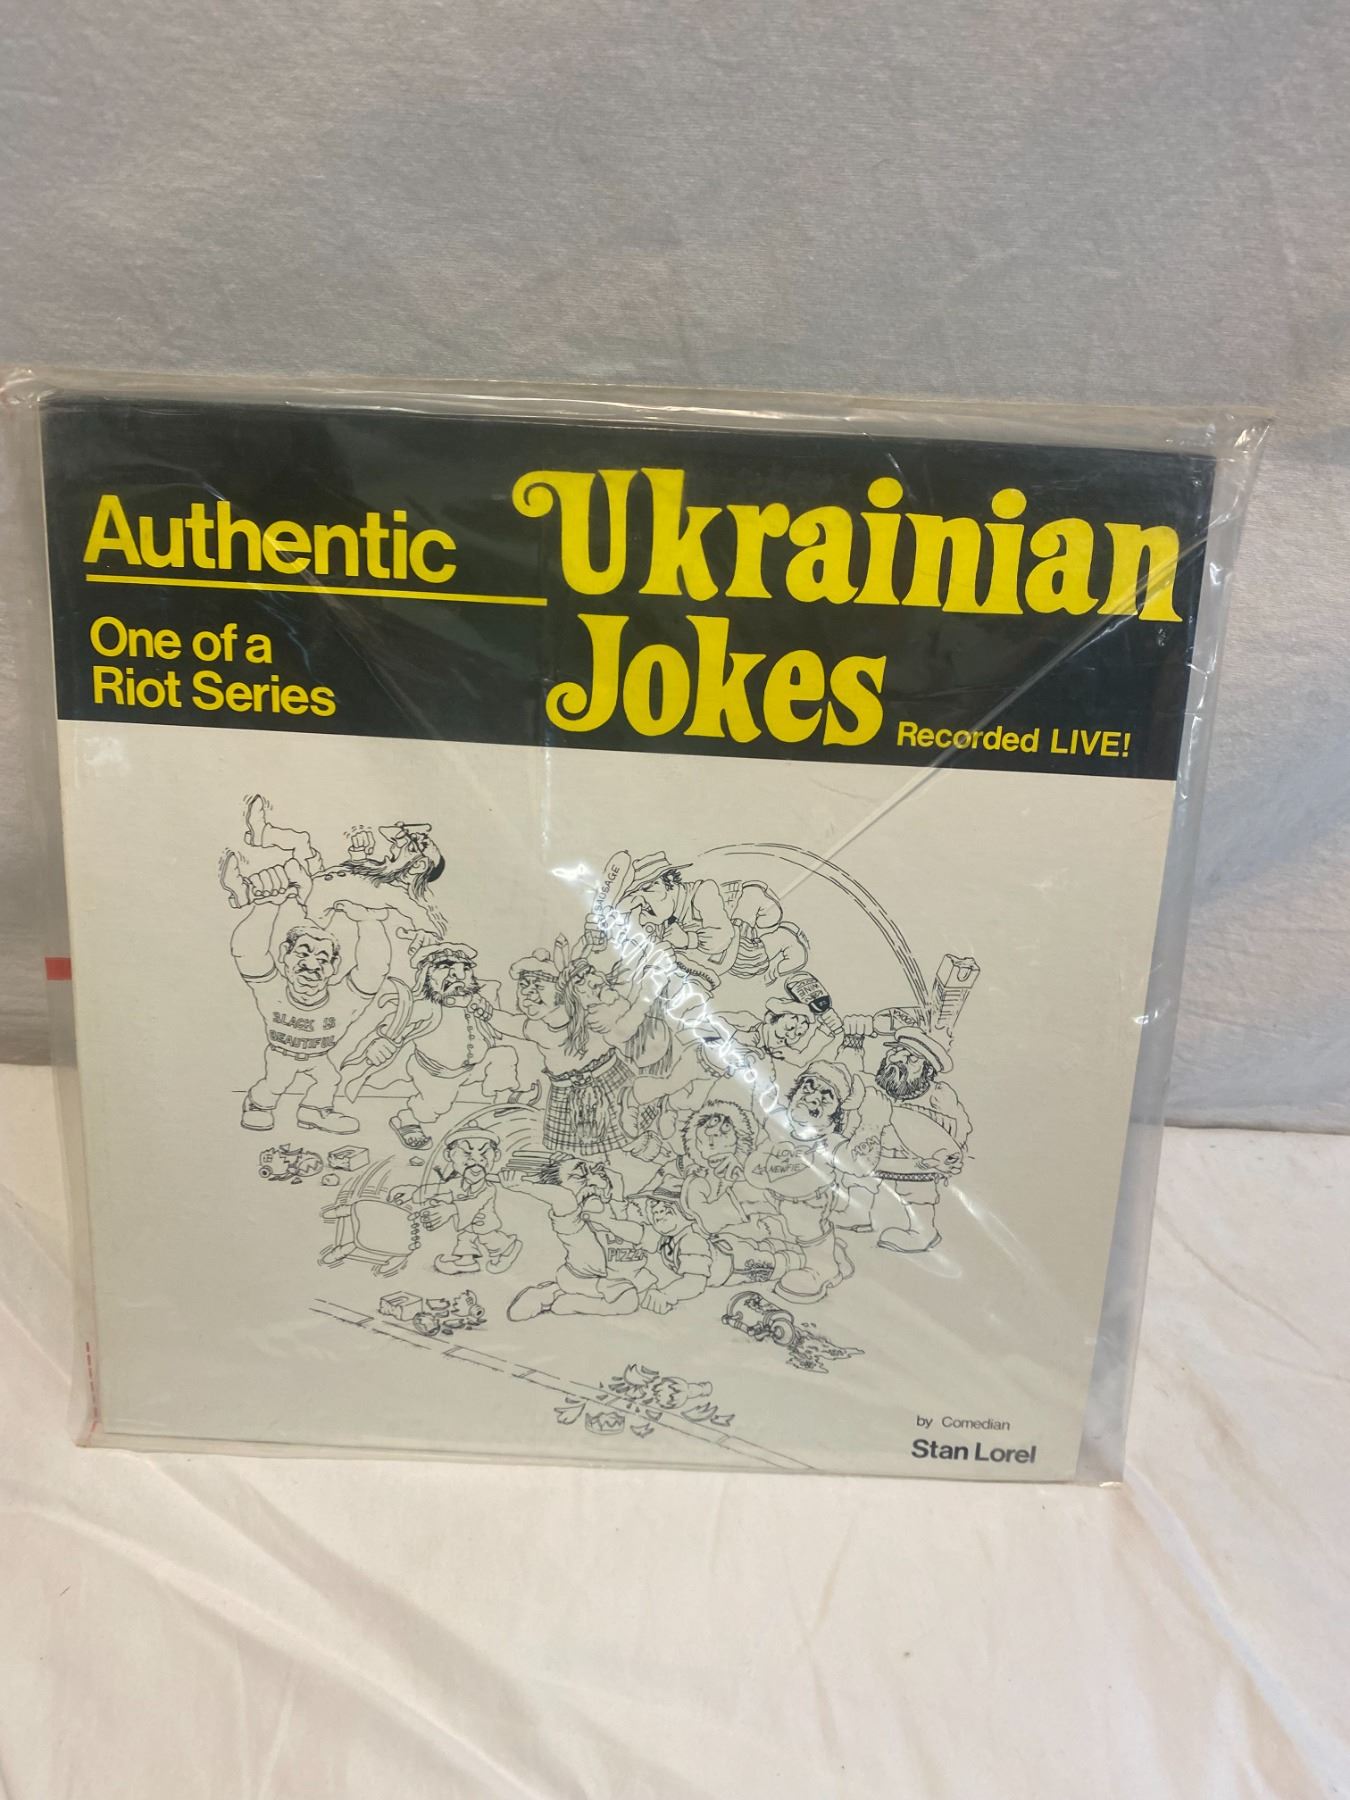 Authentic
Ukrainian
Jokes
One of a
Riot Series
Recorded LIVE!
SAUSAGE
BLACK IS
BEAUTIFUL
LOVE A
NEWFIE
PIZZA
by Comedian
Stan Lorel